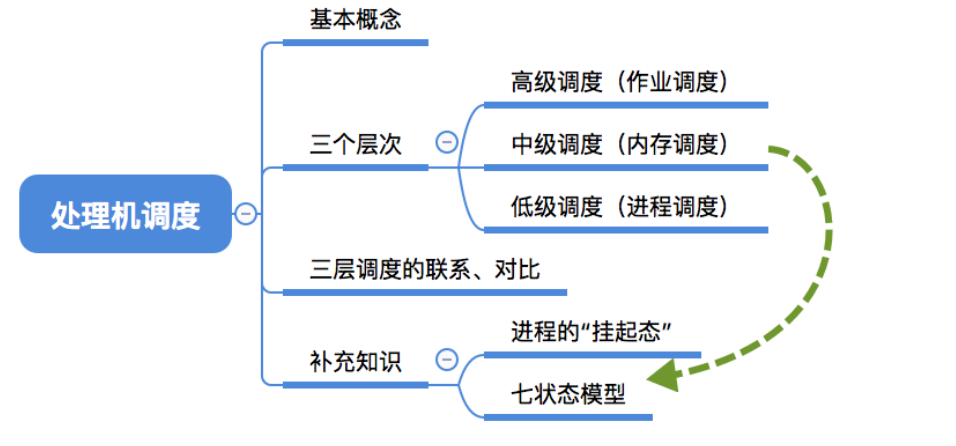 处理机调度
基本概念
三个层次
高级调度（作业调度）
中级调度（内存调度）
低级调度（进程调度）
三层调度的联系、对比
补充知识
进程的“挂起态”
七状态模型